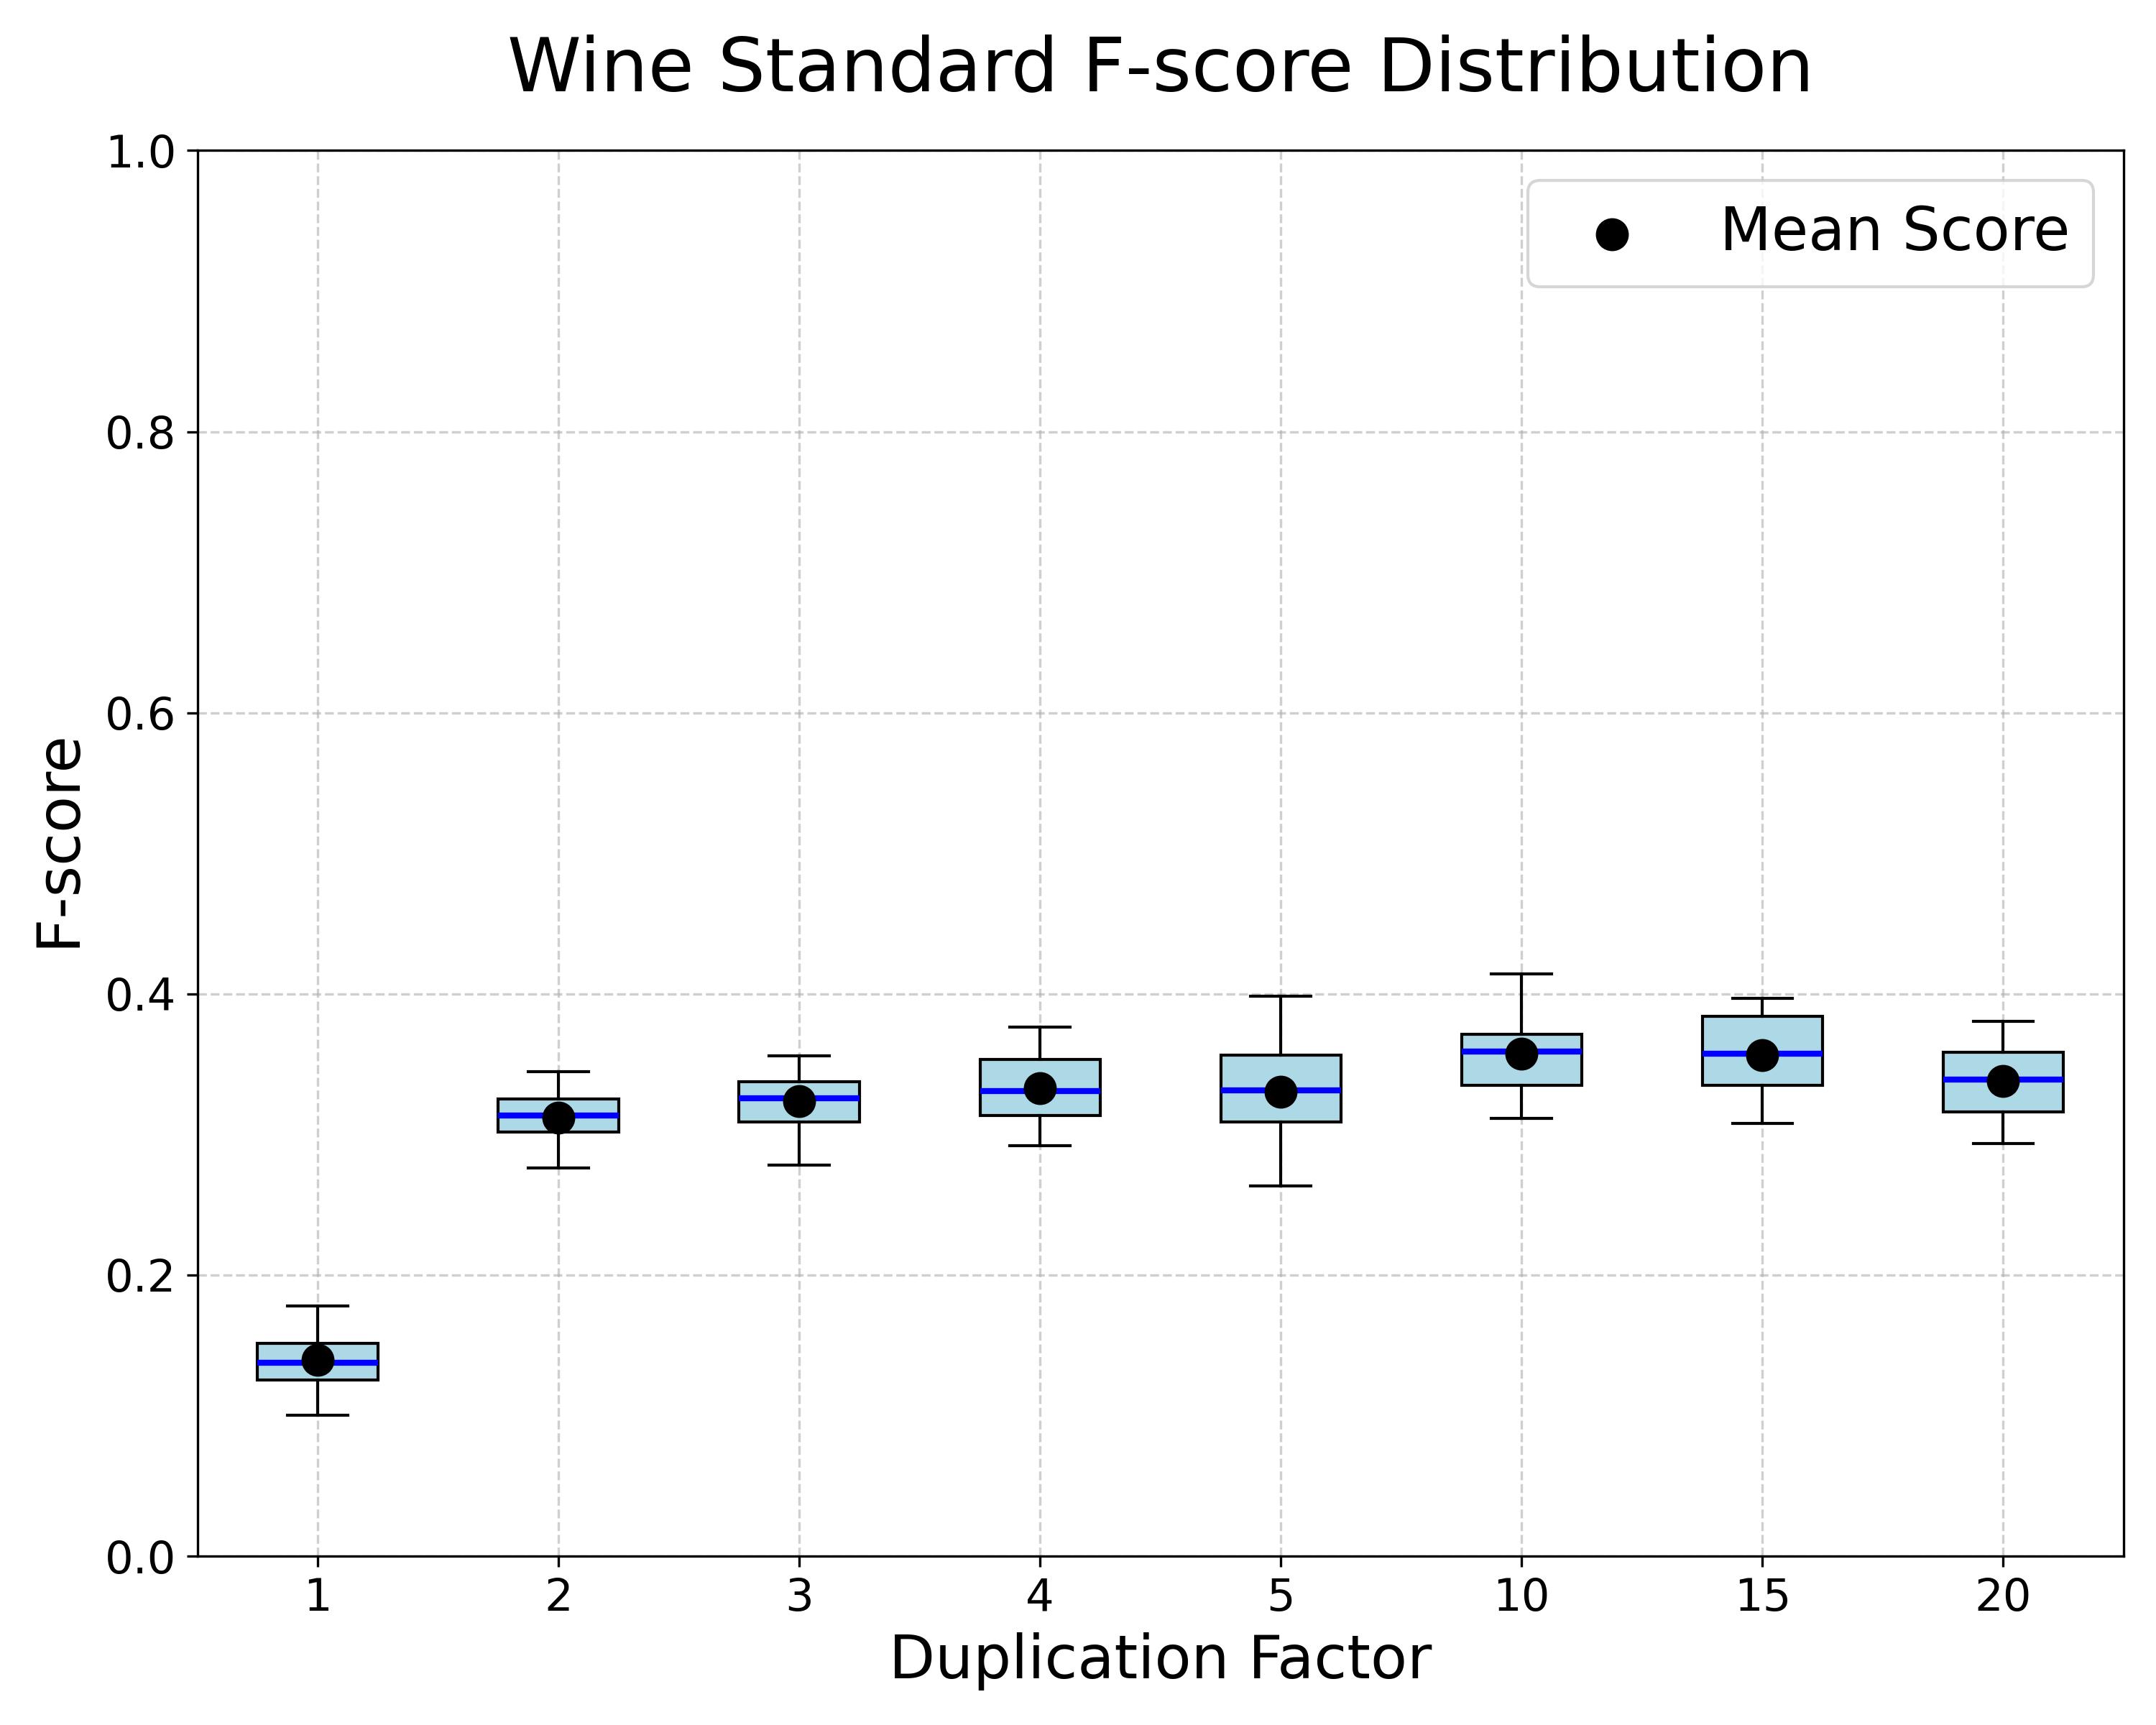 Wine Standard F-score Distribution
Mean Score
F-score
1.0
0.8
0.6
0.4
0.2
0.0
1 2 3 4 5 10 15 20
Duplication Factor